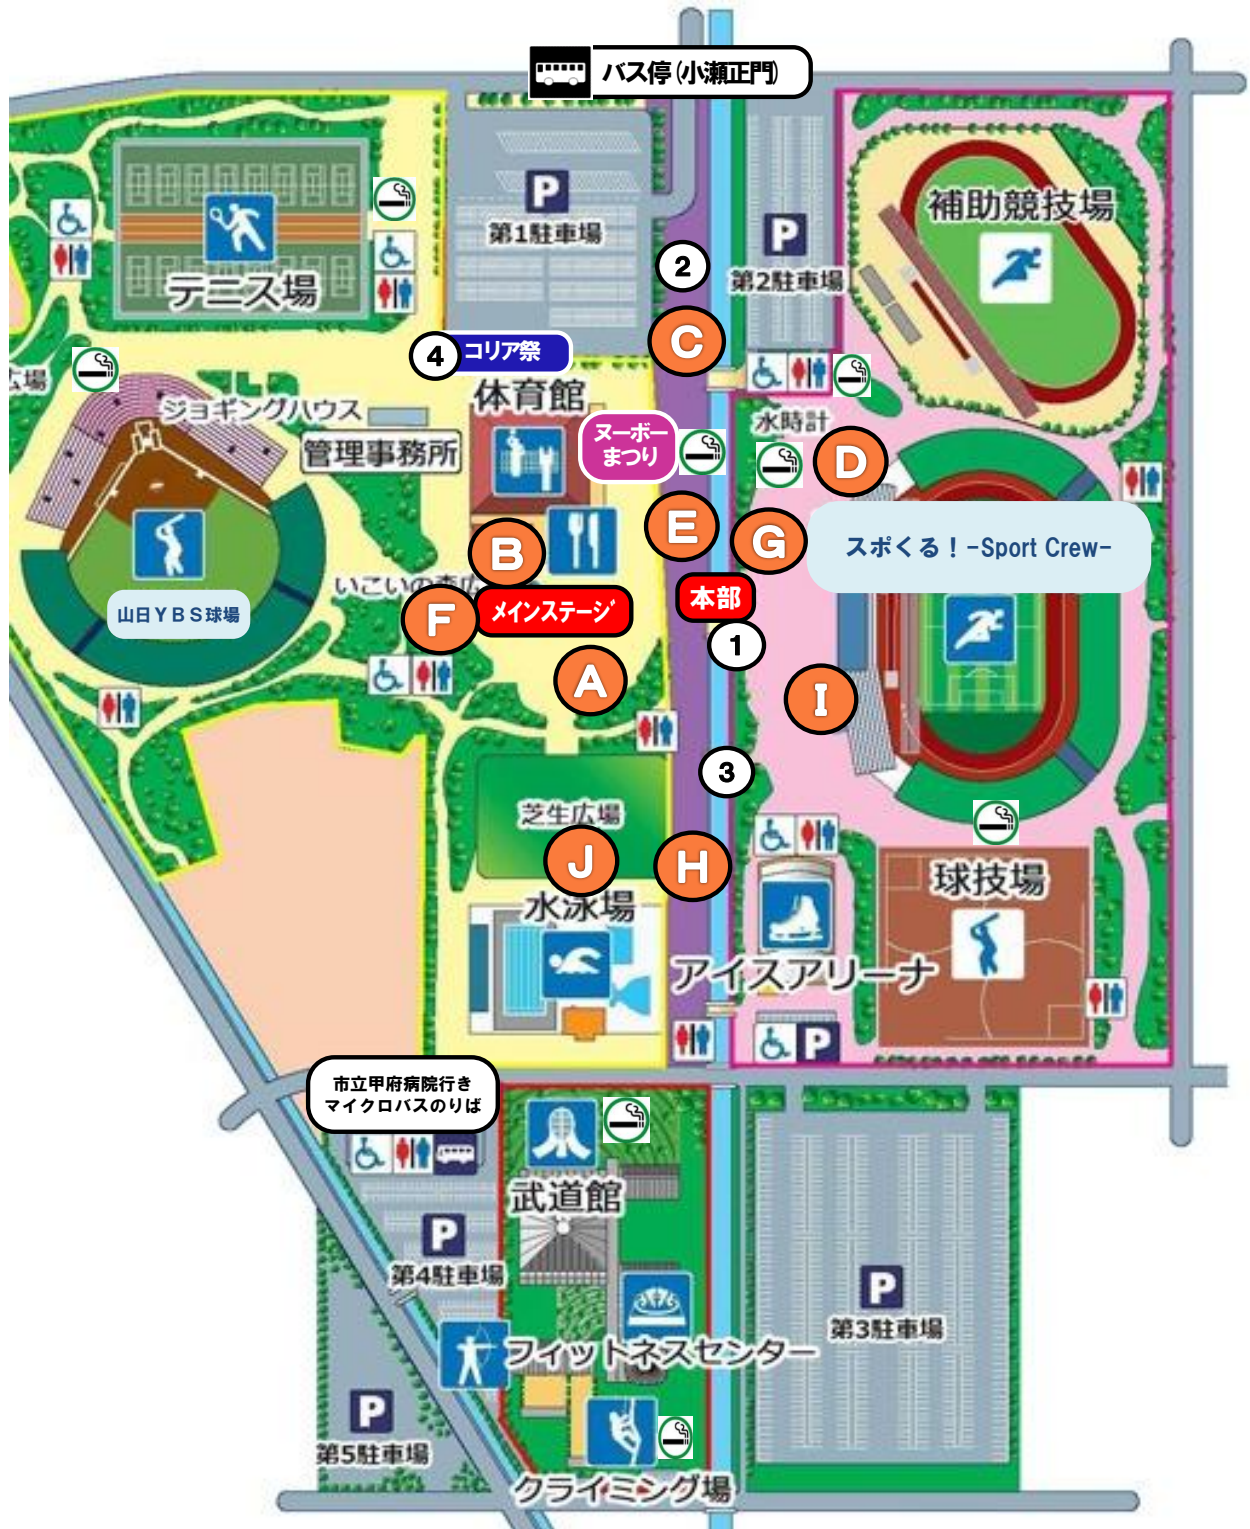 バス停(小瀬正門)
補助競技場
P
第1駐車場
P
第2駐車場
テニス場
2
C
4
コリア祭
広場
体育館
ジョギングハウス
管理事務所
ヌーボー
まつり
水時計
D
E
G
スポくる！-Sport Crew-
B
いこいの森広
山日ＹＢＳ球場
F
メインステージ
本部
1
A
I
3
芝生広場
J
H
水泳場
球技場
アイスアリーナ
P
市立甲府病院行き
マイクロバスのりば
武道館
P
第4駐車場
P
第3駐車場
フィットネスセンター
P
第5駐車場
クライミング場